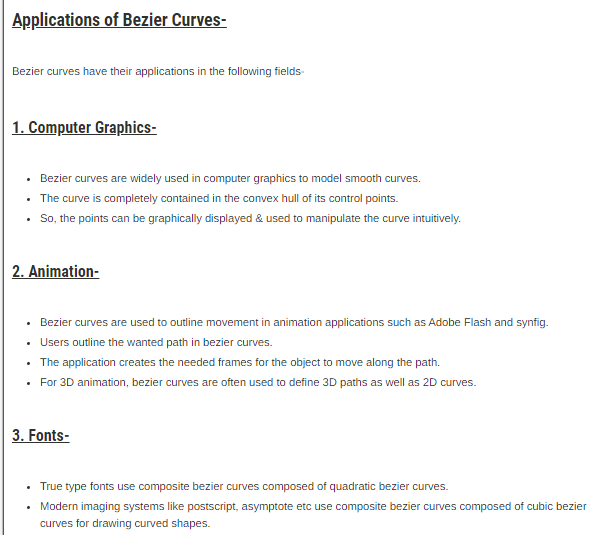 Applications of Bezier Curves-
Bezier curves have their applications in the following fields-
1. Computer Graphics-
• Bezier curves are widely used in computer graphics to model smooth curves.
• The curve is completely contained in the convex hull of its control points.
• So, the points can be graphically displayed & used to manipulate the curve intuitively.
2. Animation-
• Bezier curves are used to outline movement in animation applications such as Adobe Flash and synfig.
• Users outline the wanted path in bezier curves.
• The application creates the needed frames for the object to move along the path.
• For 3D animation, bezier curves are often used to define 3D paths as well as 2D curves.
3. Fonts-
• True type fonts use composite bezier curves composed of quadratic bezier curves.
• Modern imaging systems like postscript, asymptote etc use composite bezier curves composed of cubic bezier
curves for drawing curved shapes.